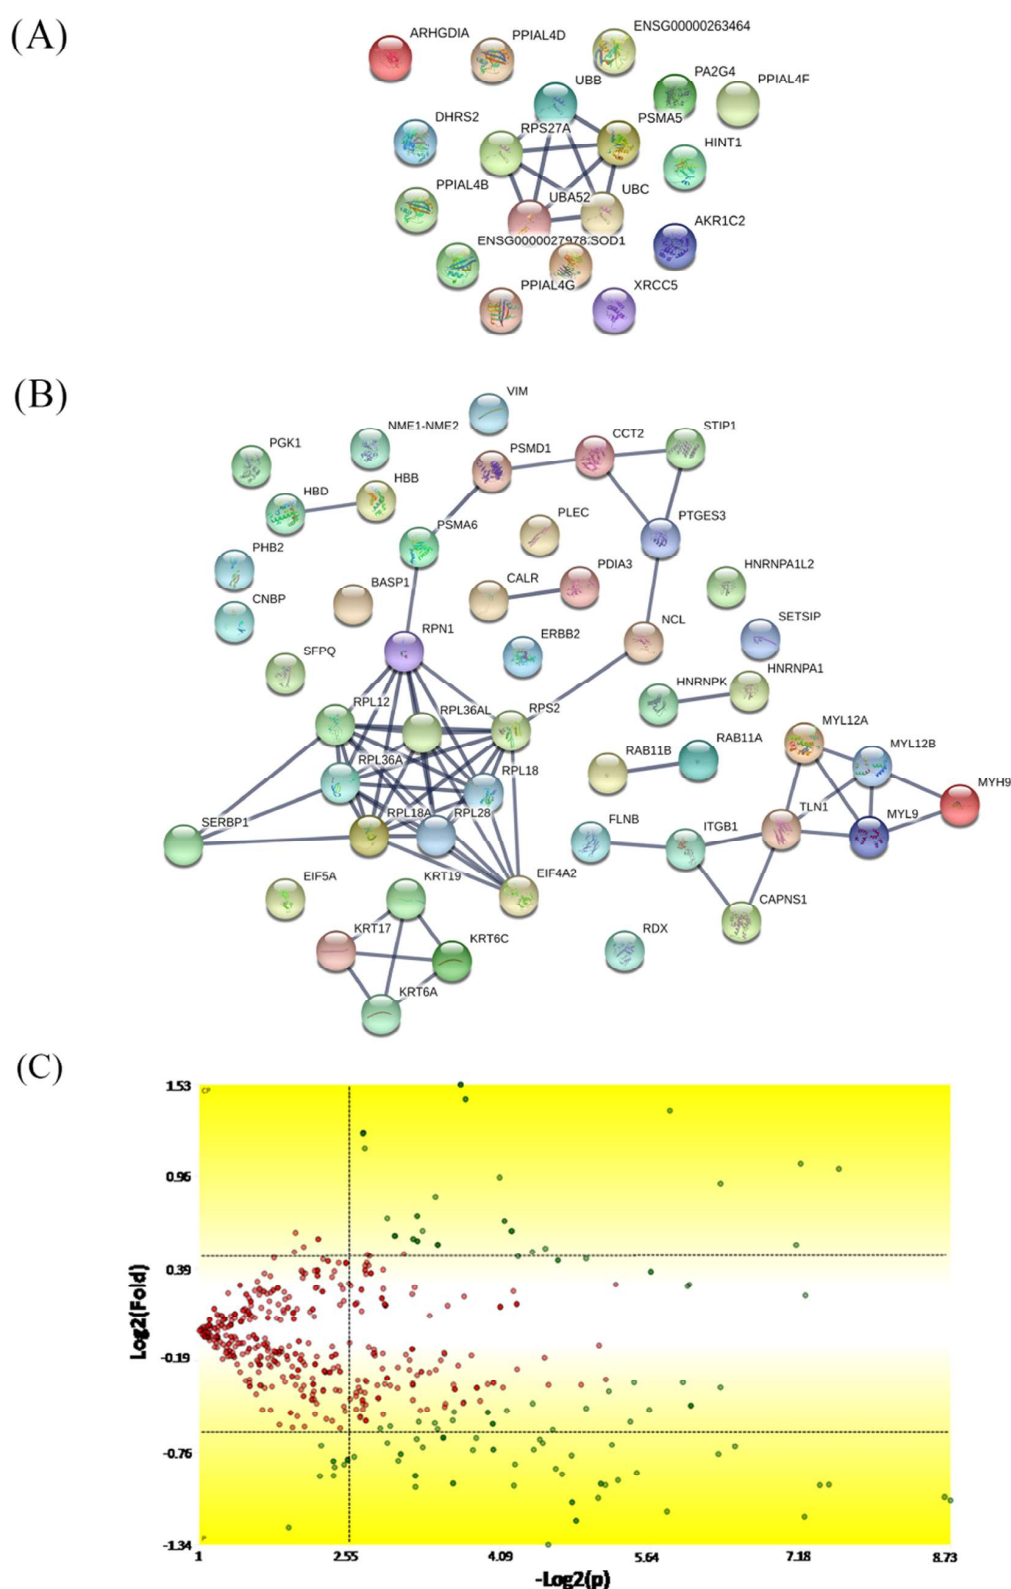 (A)
ARHGDIA
PPIAL4D
ENSG00000263464
UBB
PA2G4
PPIAL4F
DHRS2
RPS27A
PSMA5
HINT1
PPIAL4B
UBA52
UBC
AKR1C2
SOD1
PPIAL4G
XRCC5
(B)
VIM
NME1-NME2
CCT2
STIP1
PGK1
PSMD1
HBD
HBB
PLEC
PTGES3
PSMA6
PHB2
BASP1
CALR
PDIA3
HNRNPA1L2
CNBP
RPN1
ERBB2
NCL
SETSIP
SFPQ
HNRNPK
HNRNPA1
RPL12
RPL36AL
RPS2
MYL12A
MYL12B
RPL36A
RPL18
RAB11B
RAB11A
MYH9
SERBP1
RPL18A
RPL28
FLNB
ITGB1
TLN1
MYL9
EIF5A
KRT19
EIF4A2
CAPNS1
KRT17
KRT6C
RDX
KRT6A
(C)
1.53
0.95
0.39
-0.19
-0.76
-1.34
Log2(Fold)
1
2.55
4.09
5.64
7.18
8.73
-Log2(p)